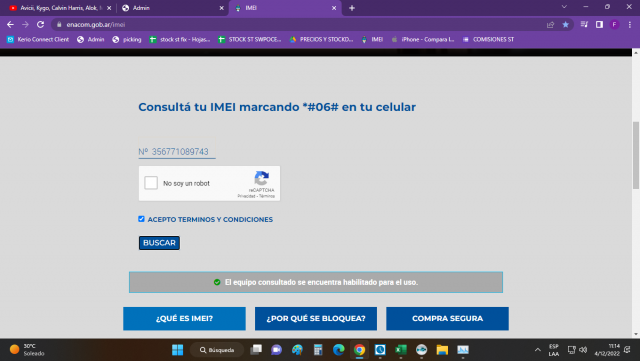 Avicii, Kygo, Calvin Harris, Alok, M
Admin
IMEI
enacom.gob.ar/imei
F
Kerio Connect Client
Admin
picking
stock st fis - Hojas...
STOCK ST SWPOCE...
PRECIOS Y STOCKD...
IMEI
iPhone - Compara l...
COMISIONES ST
Consultá tu IMEI marcando *#06# en tu celular
Nº 356771089743
No soy un robot
reCAPTCHA
Privacidad - Términos
ACEPTO TERMINOS Y CONDICIONES
BUSCAR
El equipo consultado se encuentra habilitado para el uso.
¿QUÉ ES IMEI?
¿POR QUÉ SE BLOQUEA?
COMPRA SEGURA
30°C
Soleado
Búsqueda
ESP
LAA
11:14
4/12/2022